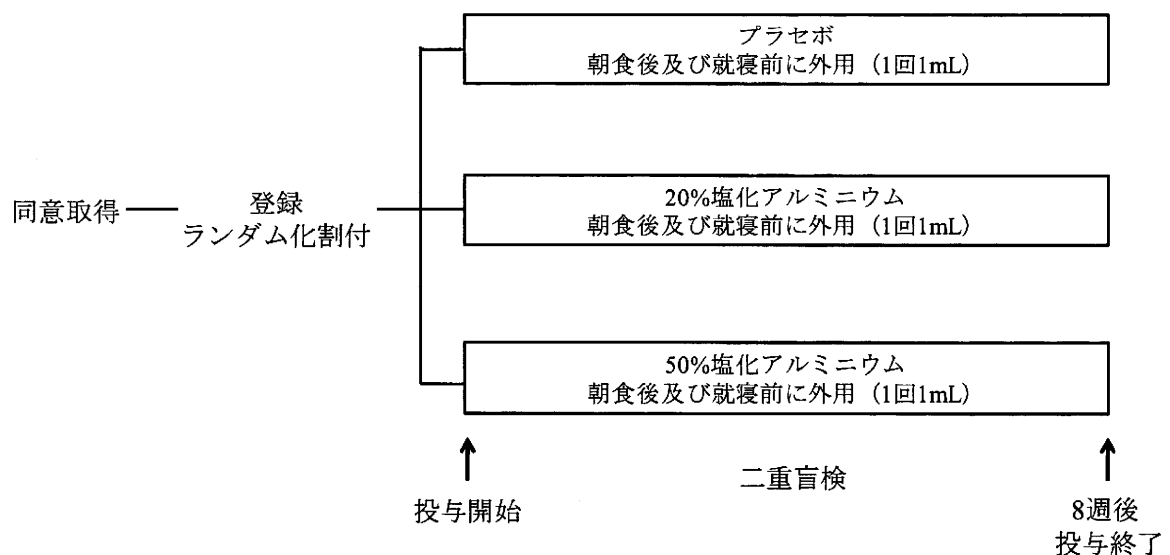 プラセボ
朝食後及び就寝前に外用（1回1mL）
同意取得
登録
ランダム化割付
20%塩化アルミニウム
朝食後及び就寝前に外用（1回1mL）
50%塩化アルミニウム
朝食後及び就寝前に外用（1回1mL）
投与開始
二重盲検
8週後
投与終了